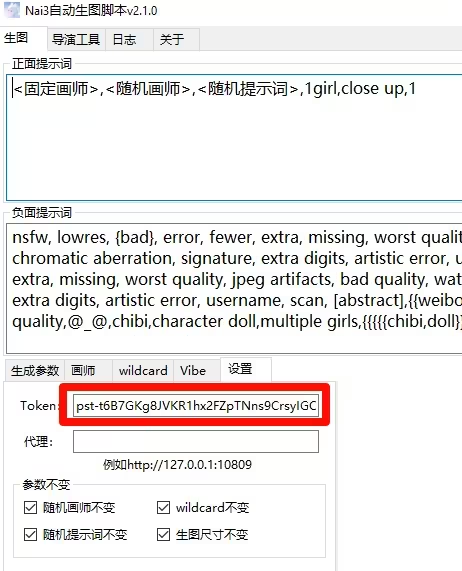 Nai3自动生图脚本v2.1.0
生图 导演工具 日志 关于
正面提示词
<固定画师>,<随机画师>,<随机提示词>,1girl,close up,1
负面提示词
nsfw, lowres, {bad}, error, fewer, extra, missing, worst qualit
chromatic aberration, signature, extra digits, artistic error, u
extra, missing, worst quality, jpeg artifacts, bad quality, wat
extra digits, artistic error, username, scan, [abstract],{{weibo
quality,@_@,chibi,character doll,multiple girls,{{{{{chibi,doll}}
生成参数 画师 wildcard Vibe 设置
Token: pst-t6B7GKg8JVKR1hx2FZpTNns9CrsyIGC
代理:
例如http://127.0.0.1:10809
参数不变
随机画师不变 wildcard不变
随机提示词不变 生图尺寸不变